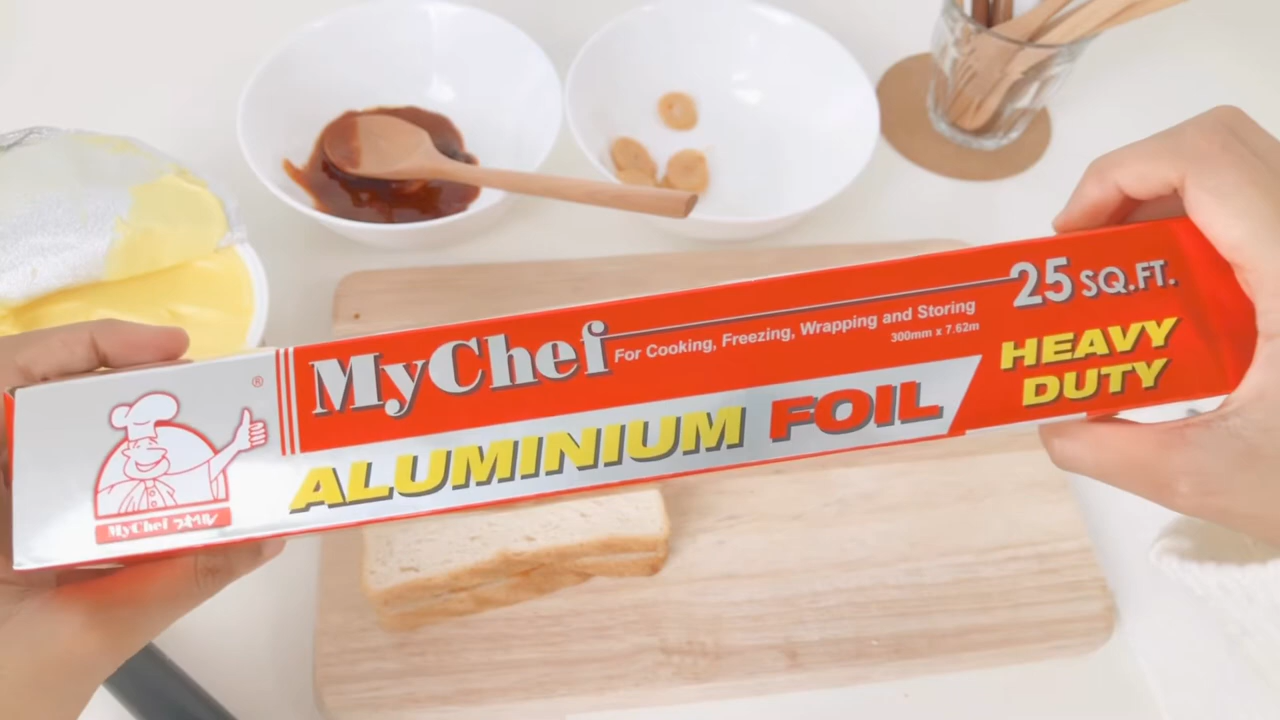 MyChef
For Cooking, Freezing, Wrapping and Storing
300mm x 7.62m
25 SQ.FT.
HEAVY
DUTY
ALUMINIUM FOIL
®
MyChef